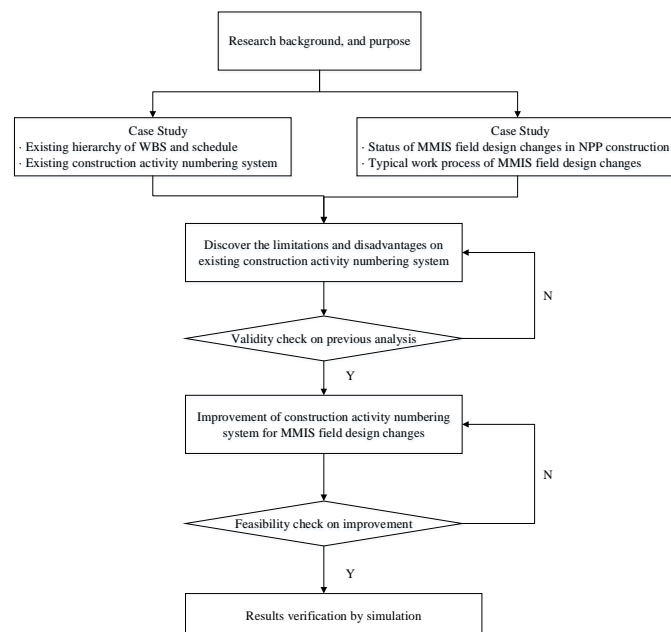 Research background, and purpose
Case Study
· Existing hierarchy of WBS and schedule
· Existing construction activity numbering system
Case Study
· Status of MMIS field design changes in NPP construction
· Typical work process of MMIS field design changes
Discover the limitations and disadvantages on
existing construction activity numbering system
N
Validity check on previous analysis
Y
Improvement of construction activity numbering
system for MMIS field design changes
N
Feasibility check on improvement
Y
Results verification by simulation